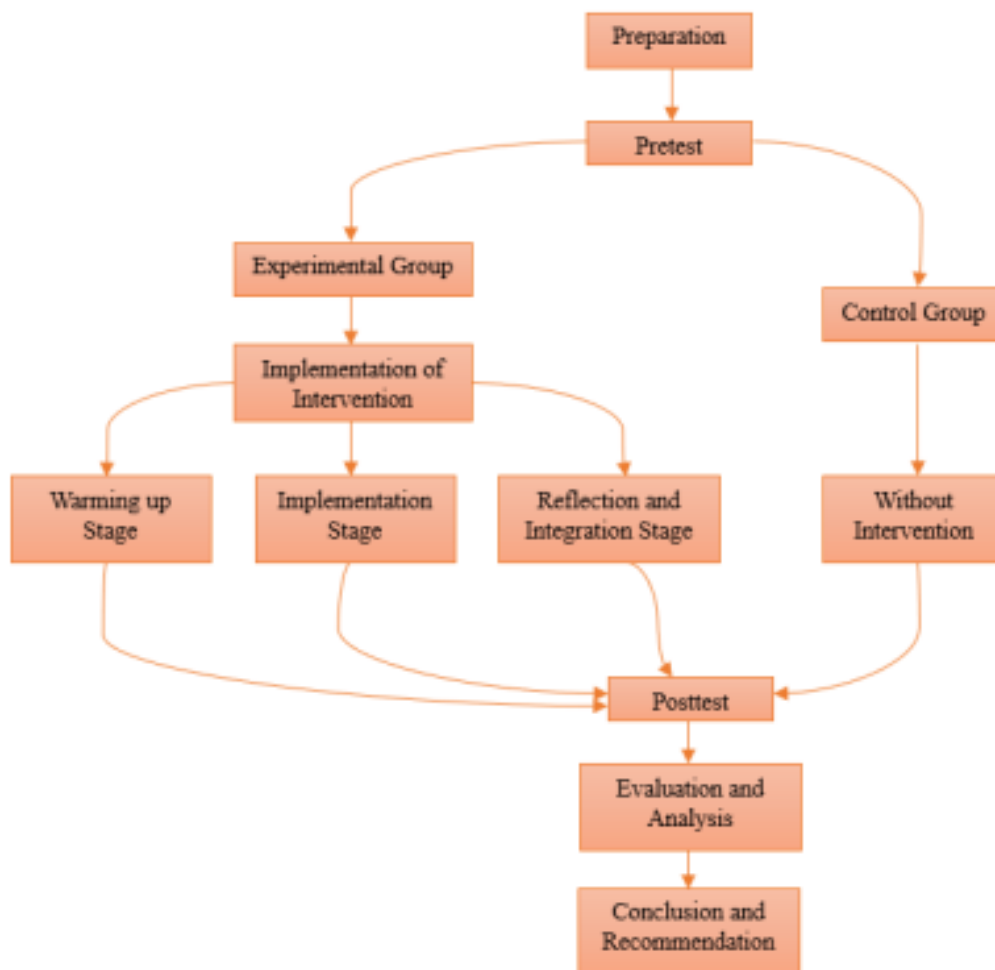 Preparation
Pretest
Experimental Group
Control Group
Implementation of
Intervention
Warming up
Stage
Implementation
Stage
Reflection and
Integration Stage
Without
Intervention
Posttest
Evaluation and
Analysis
Conclusion and
Recommendation